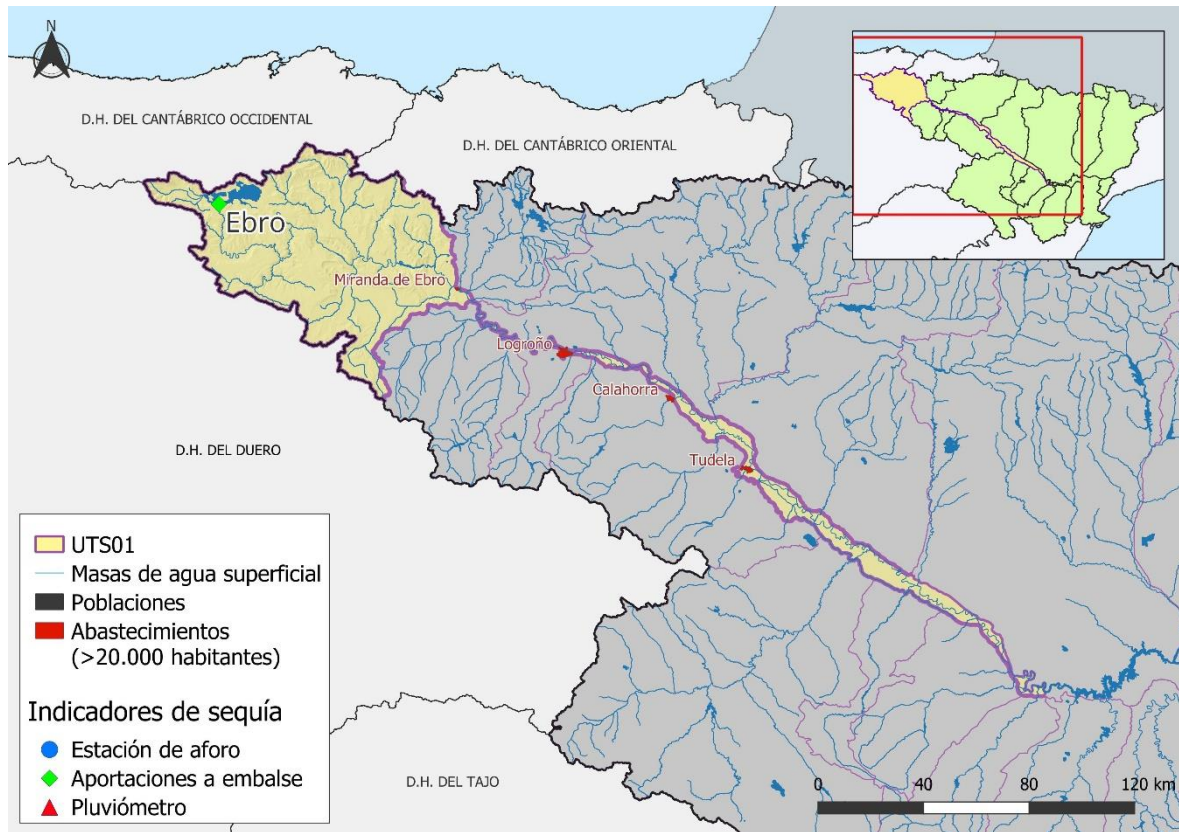 N
D.H. DEL CANTÁBRICO OCCIDENTAL
D.H. DEL CANTÁBRICO ORIENTAL
Ebro
Miranda de Ebro
Logroño
Calahorra
D.H. DEL DUERO
Tudela
UTS01
Masas de agua superficial
Poblaciones
Abastecimientos
(>20.000 habitantes)
Indicadores de sequía
Estación de aforo
Aportaciones a embalse
Pluviómetro
D.H. DEL TAJO
0 40 80 120 km